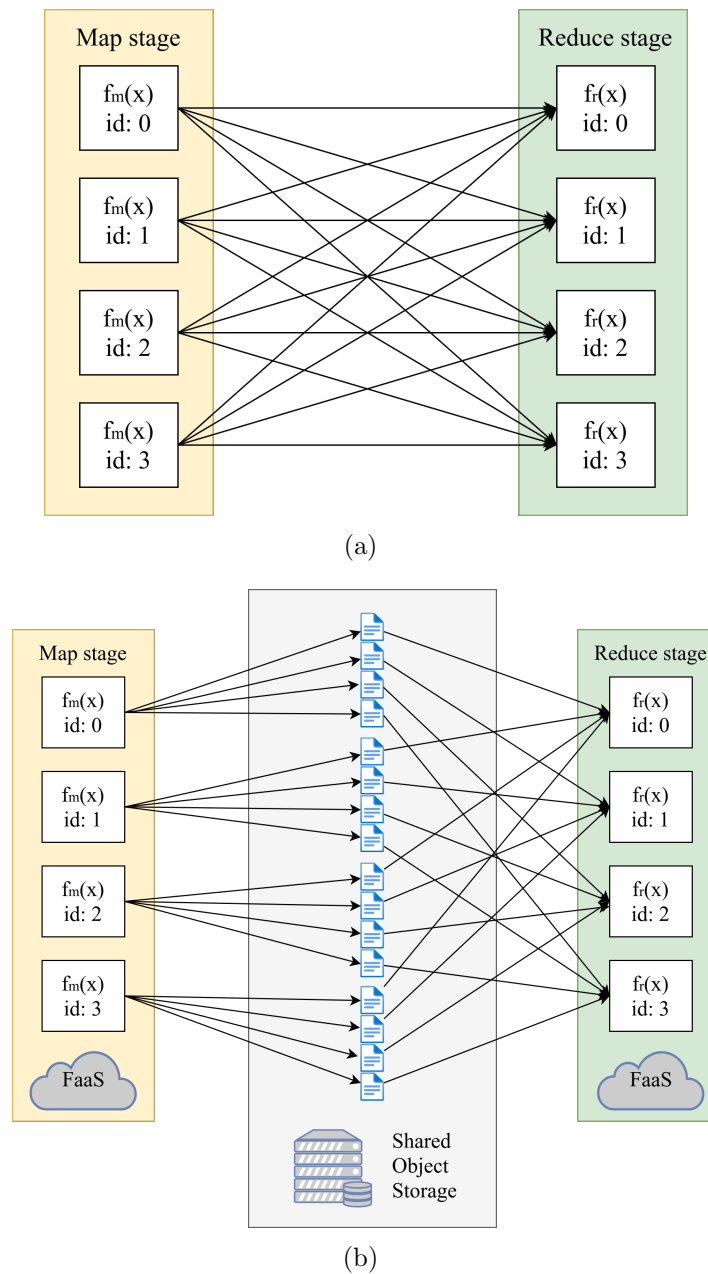 Map stage
Reduce stage
fm(x)
id: 0
fr(x)
id: 0
fm(x)
id: 1
fr(x)
id: 1
fm(x)
id: 2
fr(x)
id: 2
fm(x)
id: 3
fr(x)
id: 3
(a)
Map stage
Reduce stage
fm(x)
id: 0
fr(x)
id: 0
fm(x)
id: 1
fr(x)
id: 1
fm(x)
id: 2
fr(x)
id: 2
fm(x)
id: 3
fr(x)
id: 3
FaaS
FaaS
Shared
Object
Storage
(b)